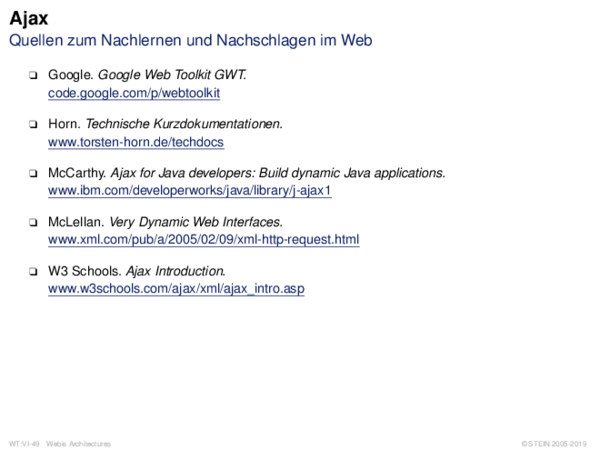 Ajax
Quellen zum Nachlernen und Nachschlagen im Web
❑ Google. Google Web Toolkit GWT.
code.google.com/p/webtoolkit
❑ Horn. Technische Kurzdokumentationen.
www.torsten-horn.de/techdocs
❑ McCarthy. Ajax for Java developers: Build dynamic Java applications.
www.ibm.com/developerworks/java/library/j-ajax1
❑ McLellan. Very Dynamic Web Interfaces.
www.xml.com/pub/a/2005/02/09/xml-http-request.html
❑ W3 Schools. Ajax Introduction.
www.w3schools.com/ajax/xml/ajax_intro.asp
WT:VI-49 Webis Architectures © STEIN 2005-2019